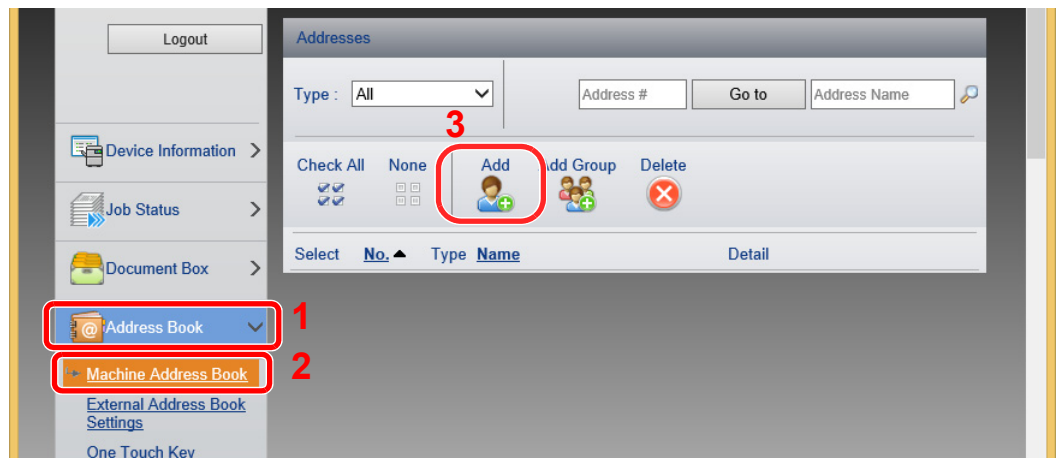 Logout
Device Information
Job Status
Document Box
Address Book
1
Machine Address Book
2
External Address Book
Settings
One Touch Key
Addresses
Type : All
Address #
Go to
Address Name
3
Check All None Add Add Group Delete
Select No. Type Name Detail